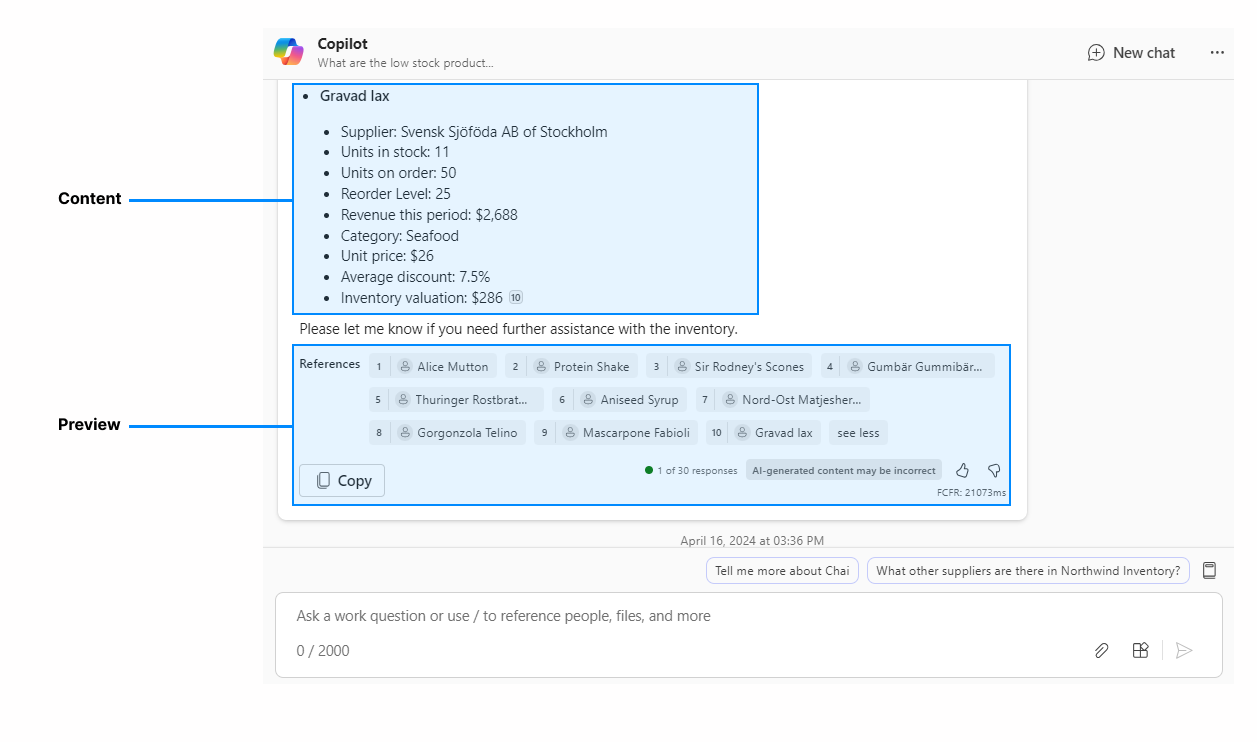 Copilot
What are the low stock product...
New chat
Gravad lax
Supplier: Svensk Sjöföda AB of Stockholm
Units in stock: 11
Units on order: 50
Reorder Level: 25
Revenue this period: $2,688
Category: Seafood
Unit price: $26
Average discount: 7.5%
Inventory valuation: $286 10
Content
Please let me know if you need further assistance with the inventory.
References 1 Alice Mutton 2 Protein Shake 3 Sir Rodney's Scones 4 Gumbär Gummibär...
5 Thuringer Rostbrat... 6 Aniseed Syrup 7 Nord-Ost Matjesher...
Preview
8 Gorgonzola Telino 9 Mascarpone Fabioli 10 Gravad lax see less
1 of 30 responses AI-generated content may be incorrect
Copy
FCFR: 21073ms
April 16, 2024 at 03:36 PM
Tell me more about Chai What other suppliers are there in Northwind Inventory?
Ask a work question or use / to reference people, files, and more
0 / 2000